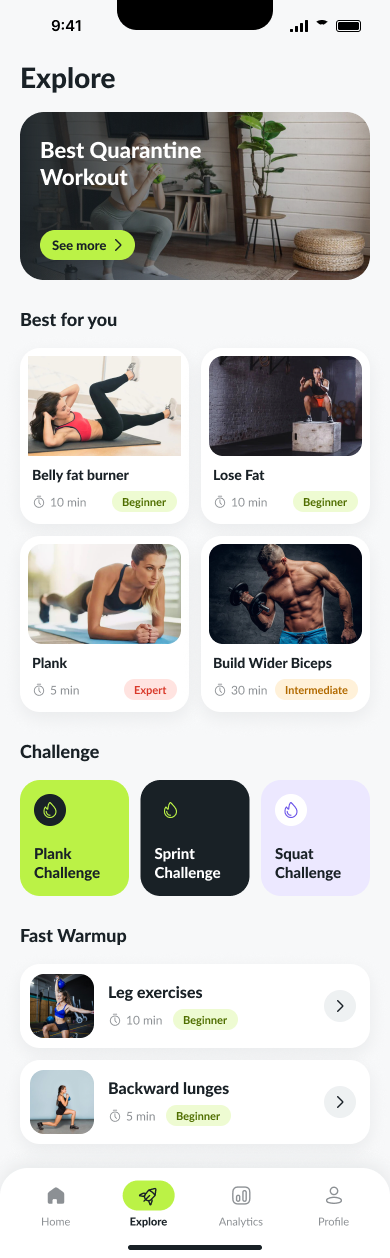 9:41
Explore
Best Quarantine
Workout
See more
Best for you
Belly fat burner
10 min Beginner
Lose Fat
10 min Beginner
Plank
5 min Expert
Build Wider Biceps
30 min Intermediate
Challenge
Plank
Challenge
Sprint
Challenge
Squat
Challenge
Fast Warmup
Leg exercises
10 min Beginner
Backward lunges
5 min Beginner
Home Explore Analytics Profile